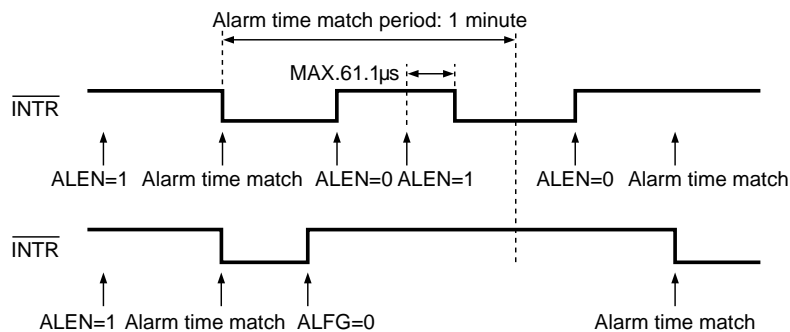 Alarm time match period: 1 minute
MAX.61.1μs
INTR
ALEN=1 Alarm time match ALEN=0 ALEN=1 ALEN=0 Alarm time match
INTR
ALEN=1 Alarm time match ALFG=0 Alarm time match